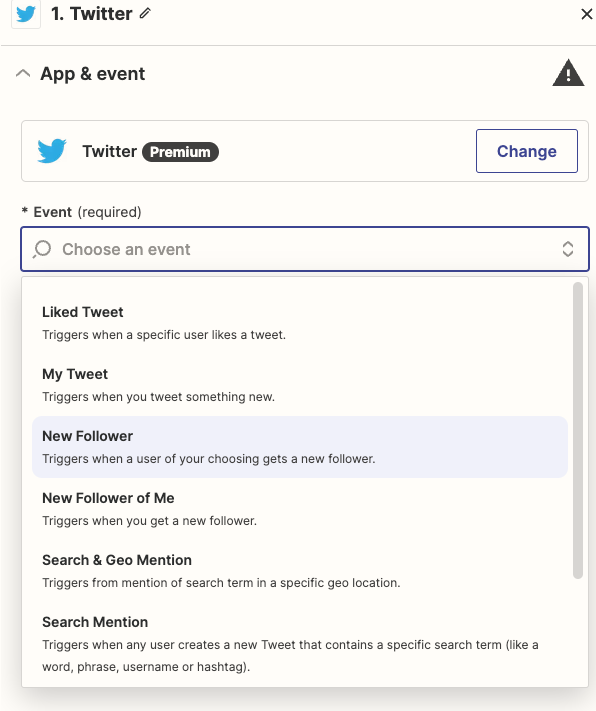 1. Twitter
App & event
Twitter Premium
Change
* Event (required)
Choose an event
Liked Tweet
Triggers when a specific user likes a tweet.
My Tweet
Triggers when you tweet something new.
New Follower
Triggers when a user of your choosing gets a new follower.
New Follower of Me
Triggers when you get a new follower.
Search & Geo Mention
Triggers from mention of search term in a specific geo location.
Search Mention
Triggers when any user creates a new Tweet that contains a specific search term (like a
word, phrase, username or hashtag).